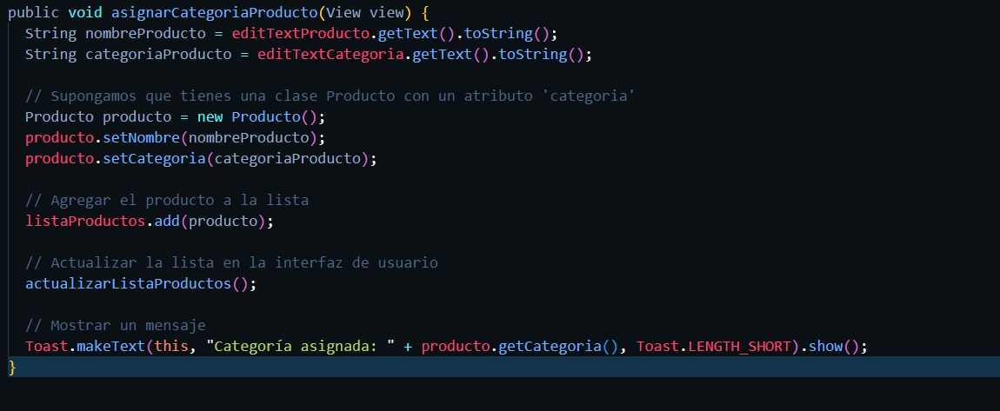 public void asignarCategoriaProducto(View view) {
String nombreProducto = editTextProducto.getText().toString();
String categoriaProducto = editTextCategoria.getText().toString();
// Supongamos que tienes una clase Producto con un atributo 'categoria'
Producto producto = new Producto();
producto.setNombre(nombreProducto);
producto.setCategoria(categoriaProducto);
// Agregar el producto a la lista
listaProductos.add(producto);
// Actualizar la lista en la interfaz de usuario
actualizarListaProductos();
// Mostrar un mensaje
Toast.makeText(this, "Categoría asignada: " + producto.getCategoria(), Toast.LENGTH_SHORT).show();
}